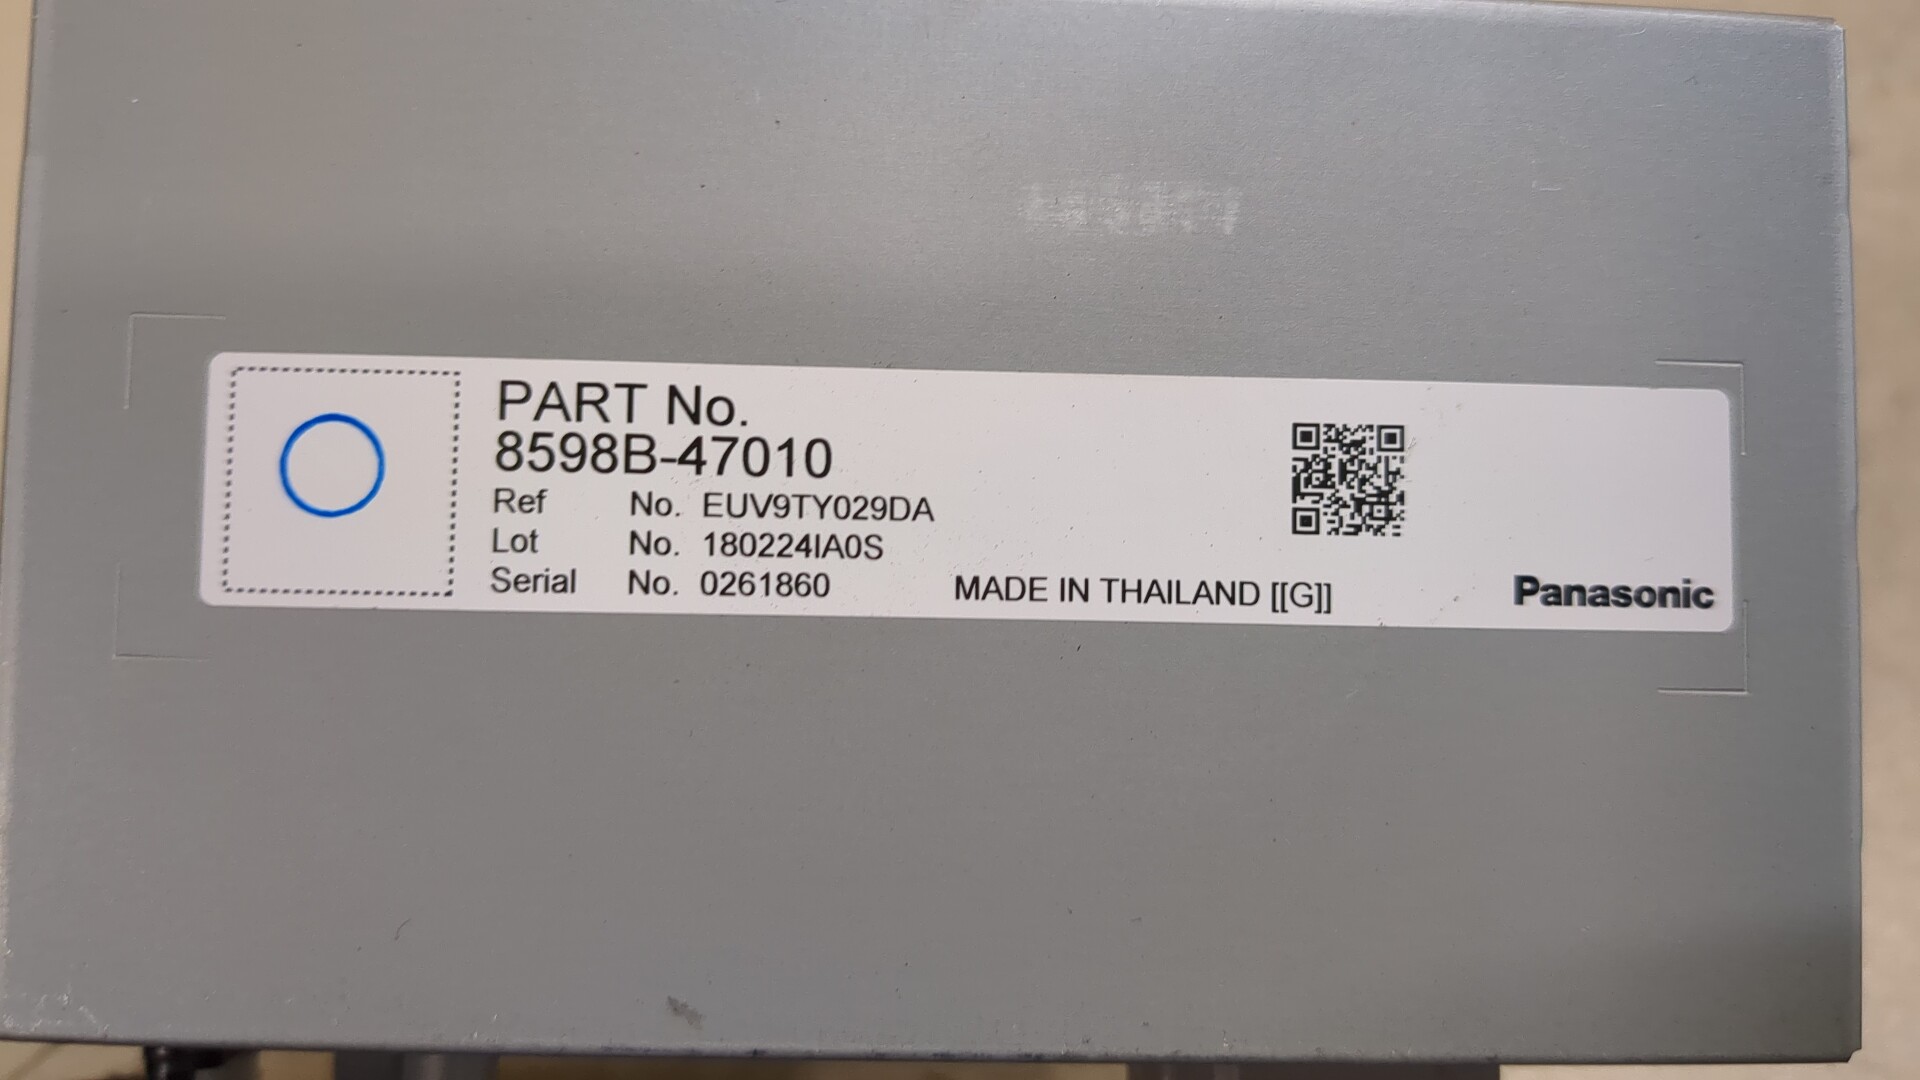 PART No.
8598B-47010
Ref No. EUV9TY029DA
Lot No. 180224IA0S
Serial No. 0261860
MADE IN THAILAND [[G]]
Panasonic